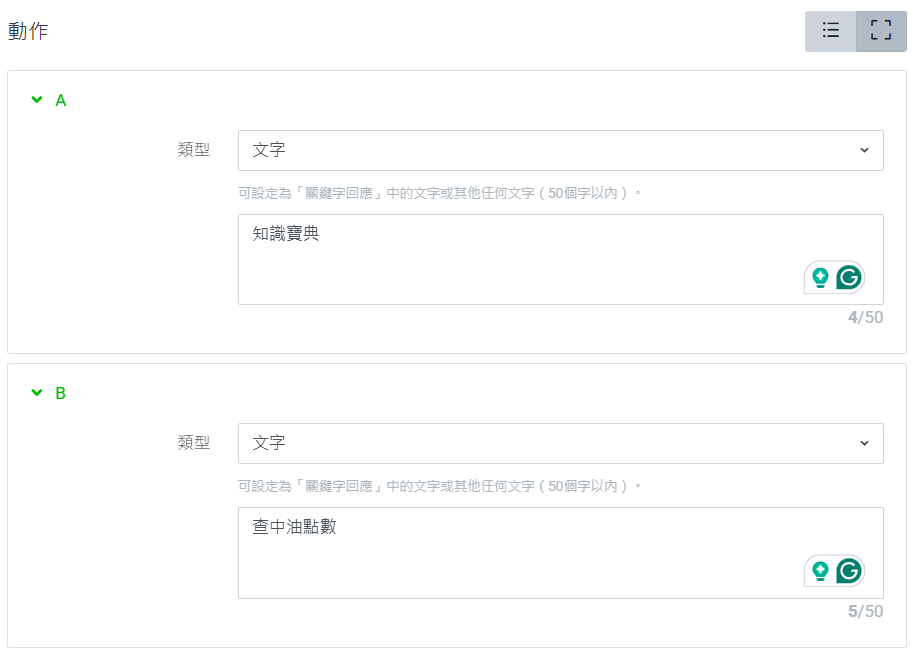 動作
A
類型
文字
可設定為「關鍵字回應」中的文字或其他任何文字（50個字以內）。
知識寶典
4/50
B
類型
文字
可設定為「關鍵字回應」中的文字或其他任何文字（50個字以內）。
查中油點數
5/50